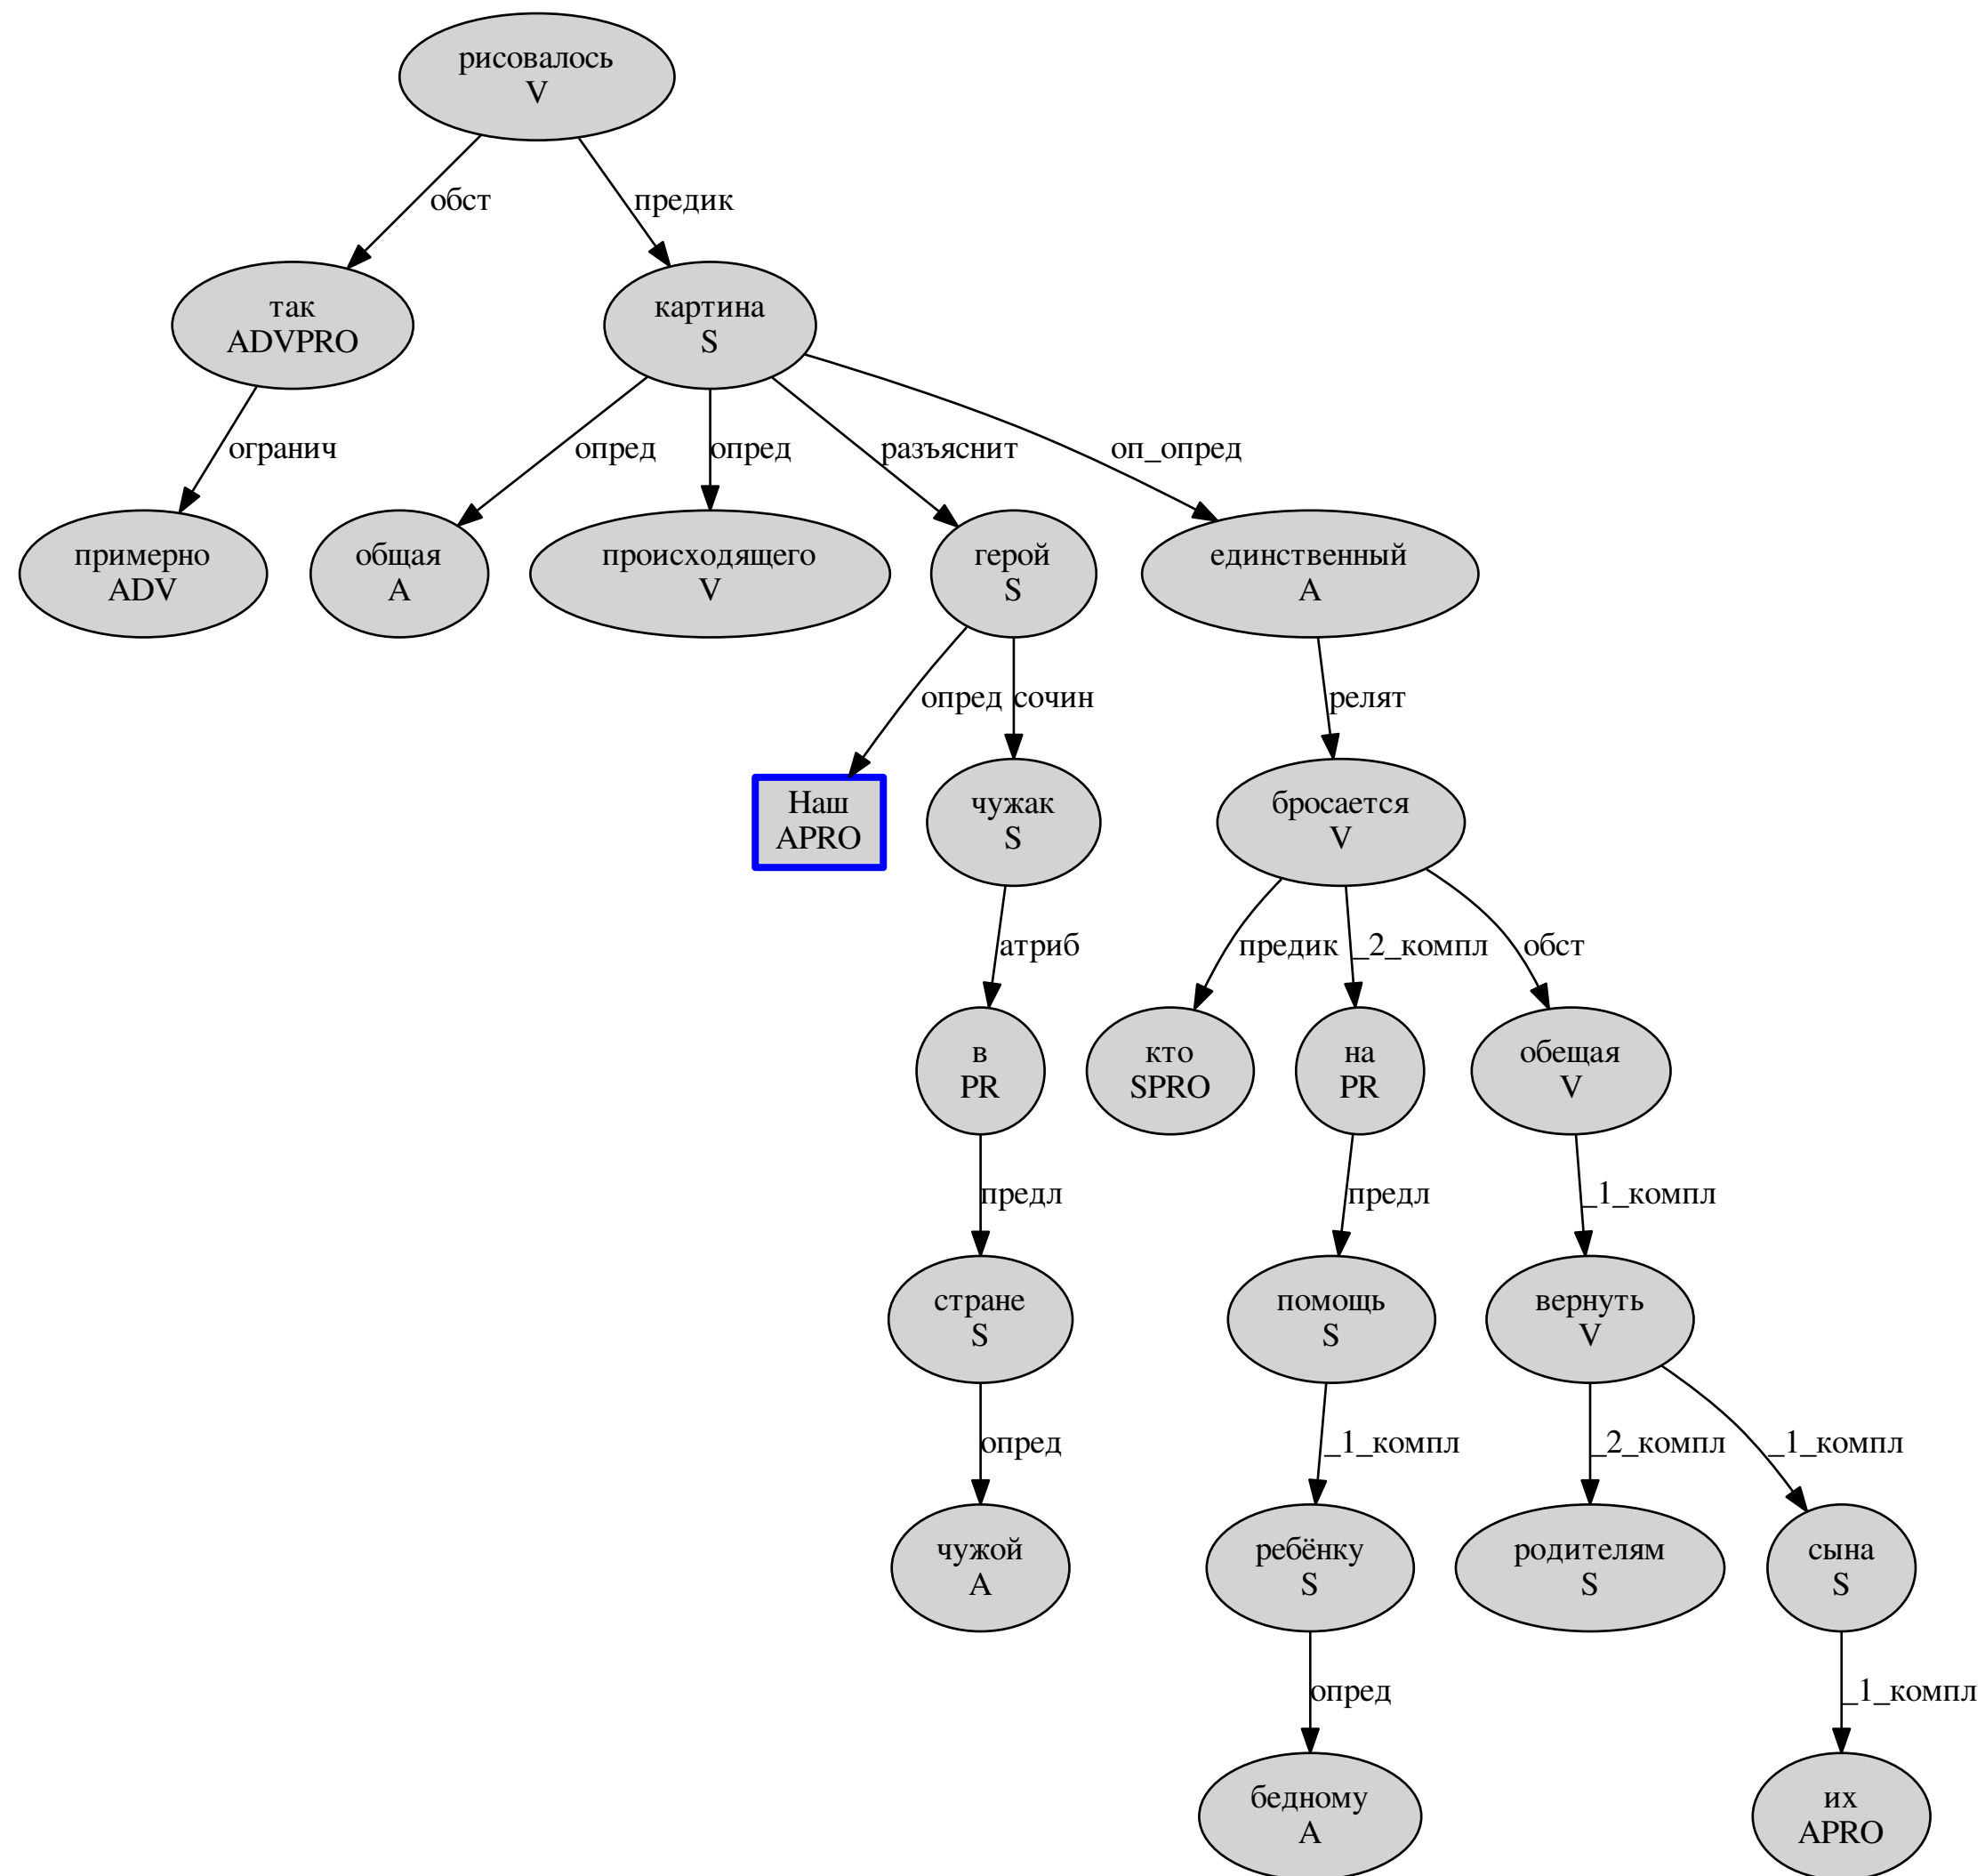 рисовалось
V
обст
предик
так
ADVPRO
картина
S
огранич
опред
опред
разъяснит
оп_опред
примерно
ADV
общая
A
происходящего
V
герой
S
единственный
A
опред
сочин
релят
Наш
APRO
чужак
S
бросается
V
атриб
предик
_2_компл
обст
в
PR
кто
SPRO
на
PR
обещая
V
предл
предл
_1_компл
стране
S
помощь
S
вернуть
V
опред
_1_компл
_2_компл
_1_компл
чужой
A
ребёнку
S
родителям
S
сына
S
опред
_1_компл
бедному
A
их
APRO